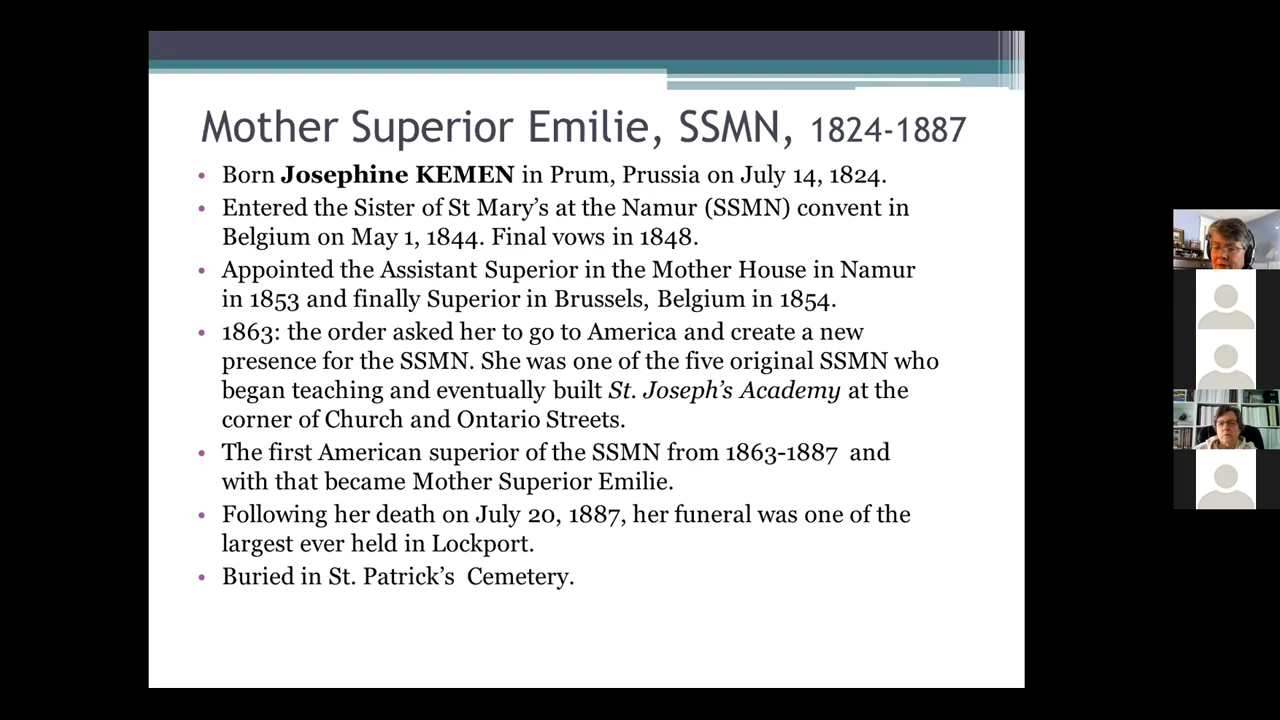 Mother Superior Emilie, SSMN, 1824-1887
• Born Josephine KEMEN in Prum, Prussia on July 14, 1824.
• Entered the Sister of St Mary's at the Namur (SSMN) convent in
Belgium on May 1, 1844. Final vows in 1848.
• Appointed the Assistant Superior in the Mother House in Namur
in 1853 and finally Superior in Brussels, Belgium in 1854.
• 1863: the order asked her to go to America and create a new
presence for the SSMN. She was one of the five original SSMN who
began teaching and eventually built St. Joseph's Academy at the
corner of Church and Ontario Streets.
• The first American superior of the SSMN from 1863-1887 and
with that became Mother Superior Emilie.
• Following her death on July 20, 1887, her funeral was one of the
largest ever held in Lockport.
• Buried in St. Patrick's Cemetery.